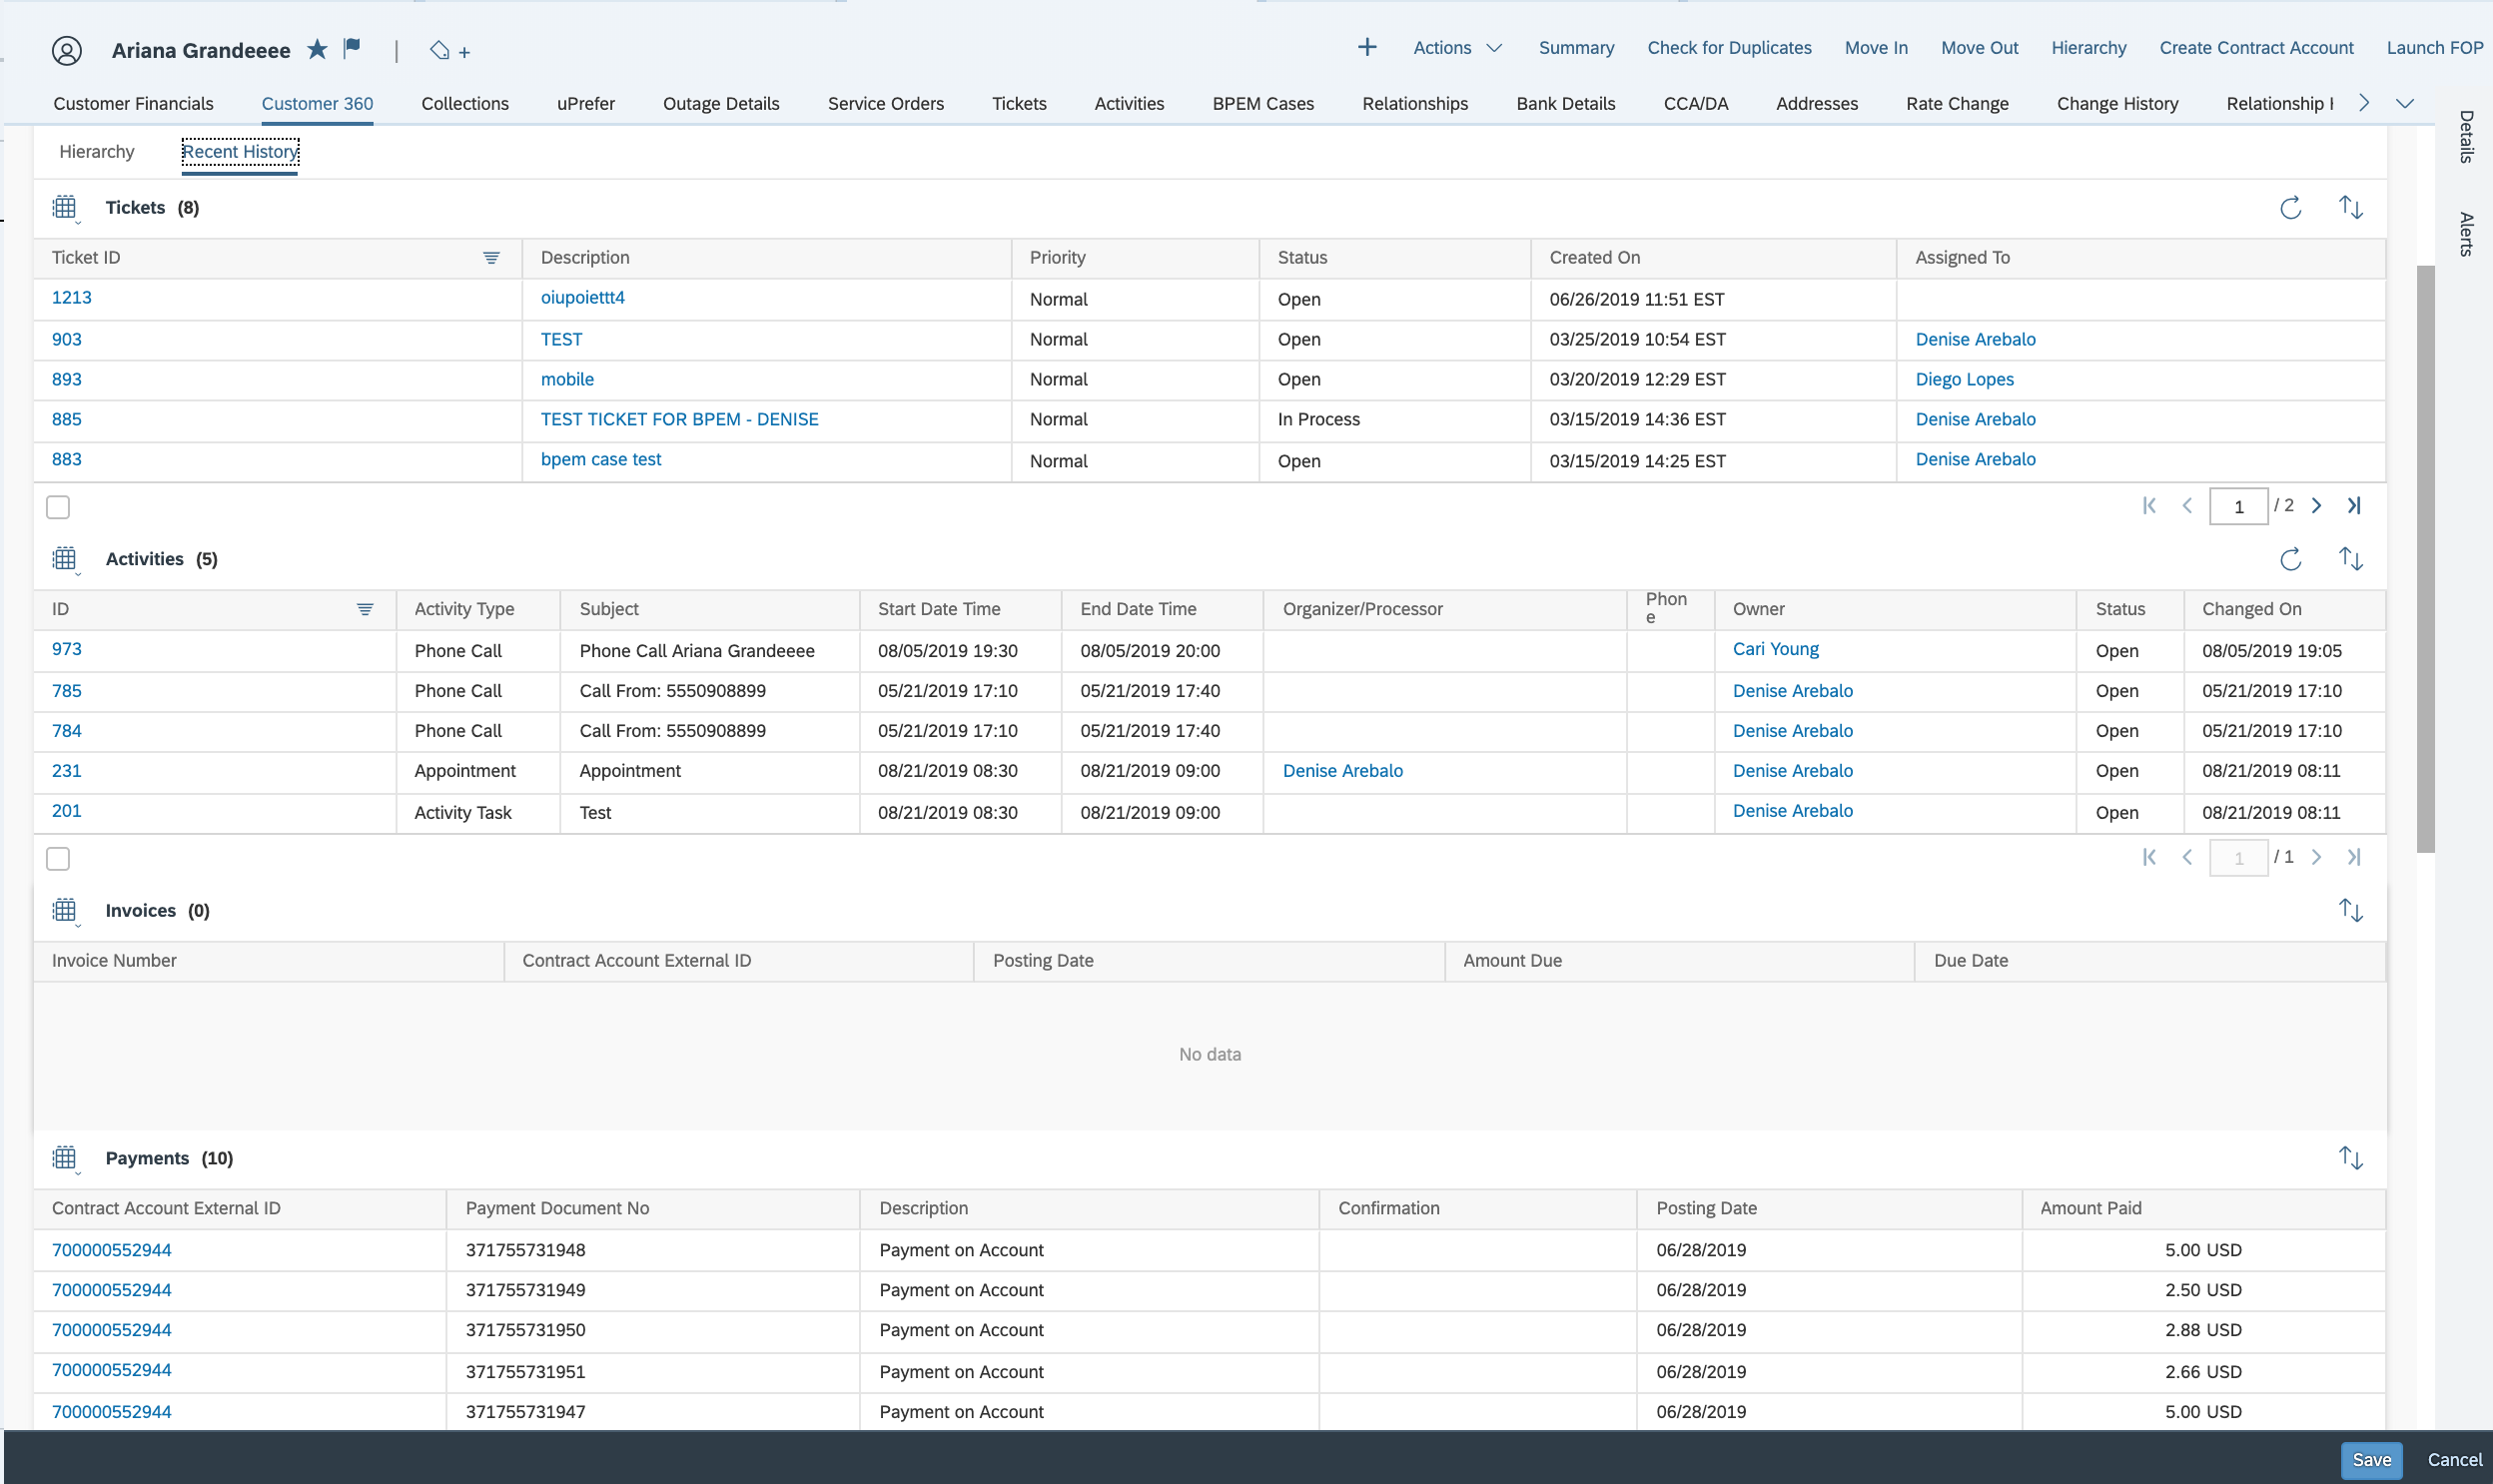 Ariana Grandeeee | + + Actions Summary Check for Duplicates Move In Move Out Hierarchy Create Contract Account Launch FOP
Customer Financials Customer 360 Collections uPrefer Outage Details Service Orders Tickets Activities BPEM Cases Relationships Bank Details CCA/DA Addresses Rate Change Change History Relationship
Details
Alerts
Hierarchy Recent History
Tickets (8)
Ticket ID Description Priority Status Created On Assigned To
1213 oiupoiettt4 Normal Open 06/26/2019 11:51 EST
903 TEST Normal Open 03/25/2019 10:54 EST Denise Arebalo
893 mobile Normal Open 03/20/2019 12:29 EST Diego Lopes
885 TEST TICKET FOR BPEM - DENISE Normal In Process 03/15/2019 14:36 EST Denise Arebalo
883 bpem case test Normal Open 03/15/2019 14:25 EST Denise Arebalo
1 / 2
Activities (5)
ID Activity Type Subject Start Date Time End Date Time Organizer/Processor Phon
e Owner Status Changed On
973 Phone Call Phone Call Ariana Grandeeee 08/05/2019 19:30 08/05/2019 20:00 Cari Young Open 08/05/2019 19:05
785 Phone Call Call From: 5550908899 05/21/2019 17:10 05/21/2019 17:40 Denise Arebalo Open 05/21/2019 17:10
784 Phone Call Call From: 5550908899 05/21/2019 17:10 05/21/2019 17:40 Denise Arebalo Open 05/21/2019 17:10
231 Appointment Appointment 08/21/2019 08:30 08/21/2019 09:00 Denise Arebalo Denise Arebalo Open 08/21/2019 08:11
201 Activity Task Test 08/21/2019 08:30 08/21/2019 09:00 Denise Arebalo Open 08/21/2019 08:11
1 / 1
Invoices (0)
Invoice Number Contract Account External ID Posting Date Amount Due Due Date
No data
Payments (10)
Contract Account External ID Payment Document No Description Confirmation Posting Date Amount Paid
700000552944 371755731948 Payment on Account 06/28/2019 5.00 USD
700000552944 371755731949 Payment on Account 06/28/2019 2.50 USD
700000552944 371755731950 Payment on Account 06/28/2019 2.88 USD
700000552944 371755731951 Payment on Account 06/28/2019 2.66 USD
700000552944 371755731947 Payment on Account 06/28/2019 5.00 USD
Save Cancel